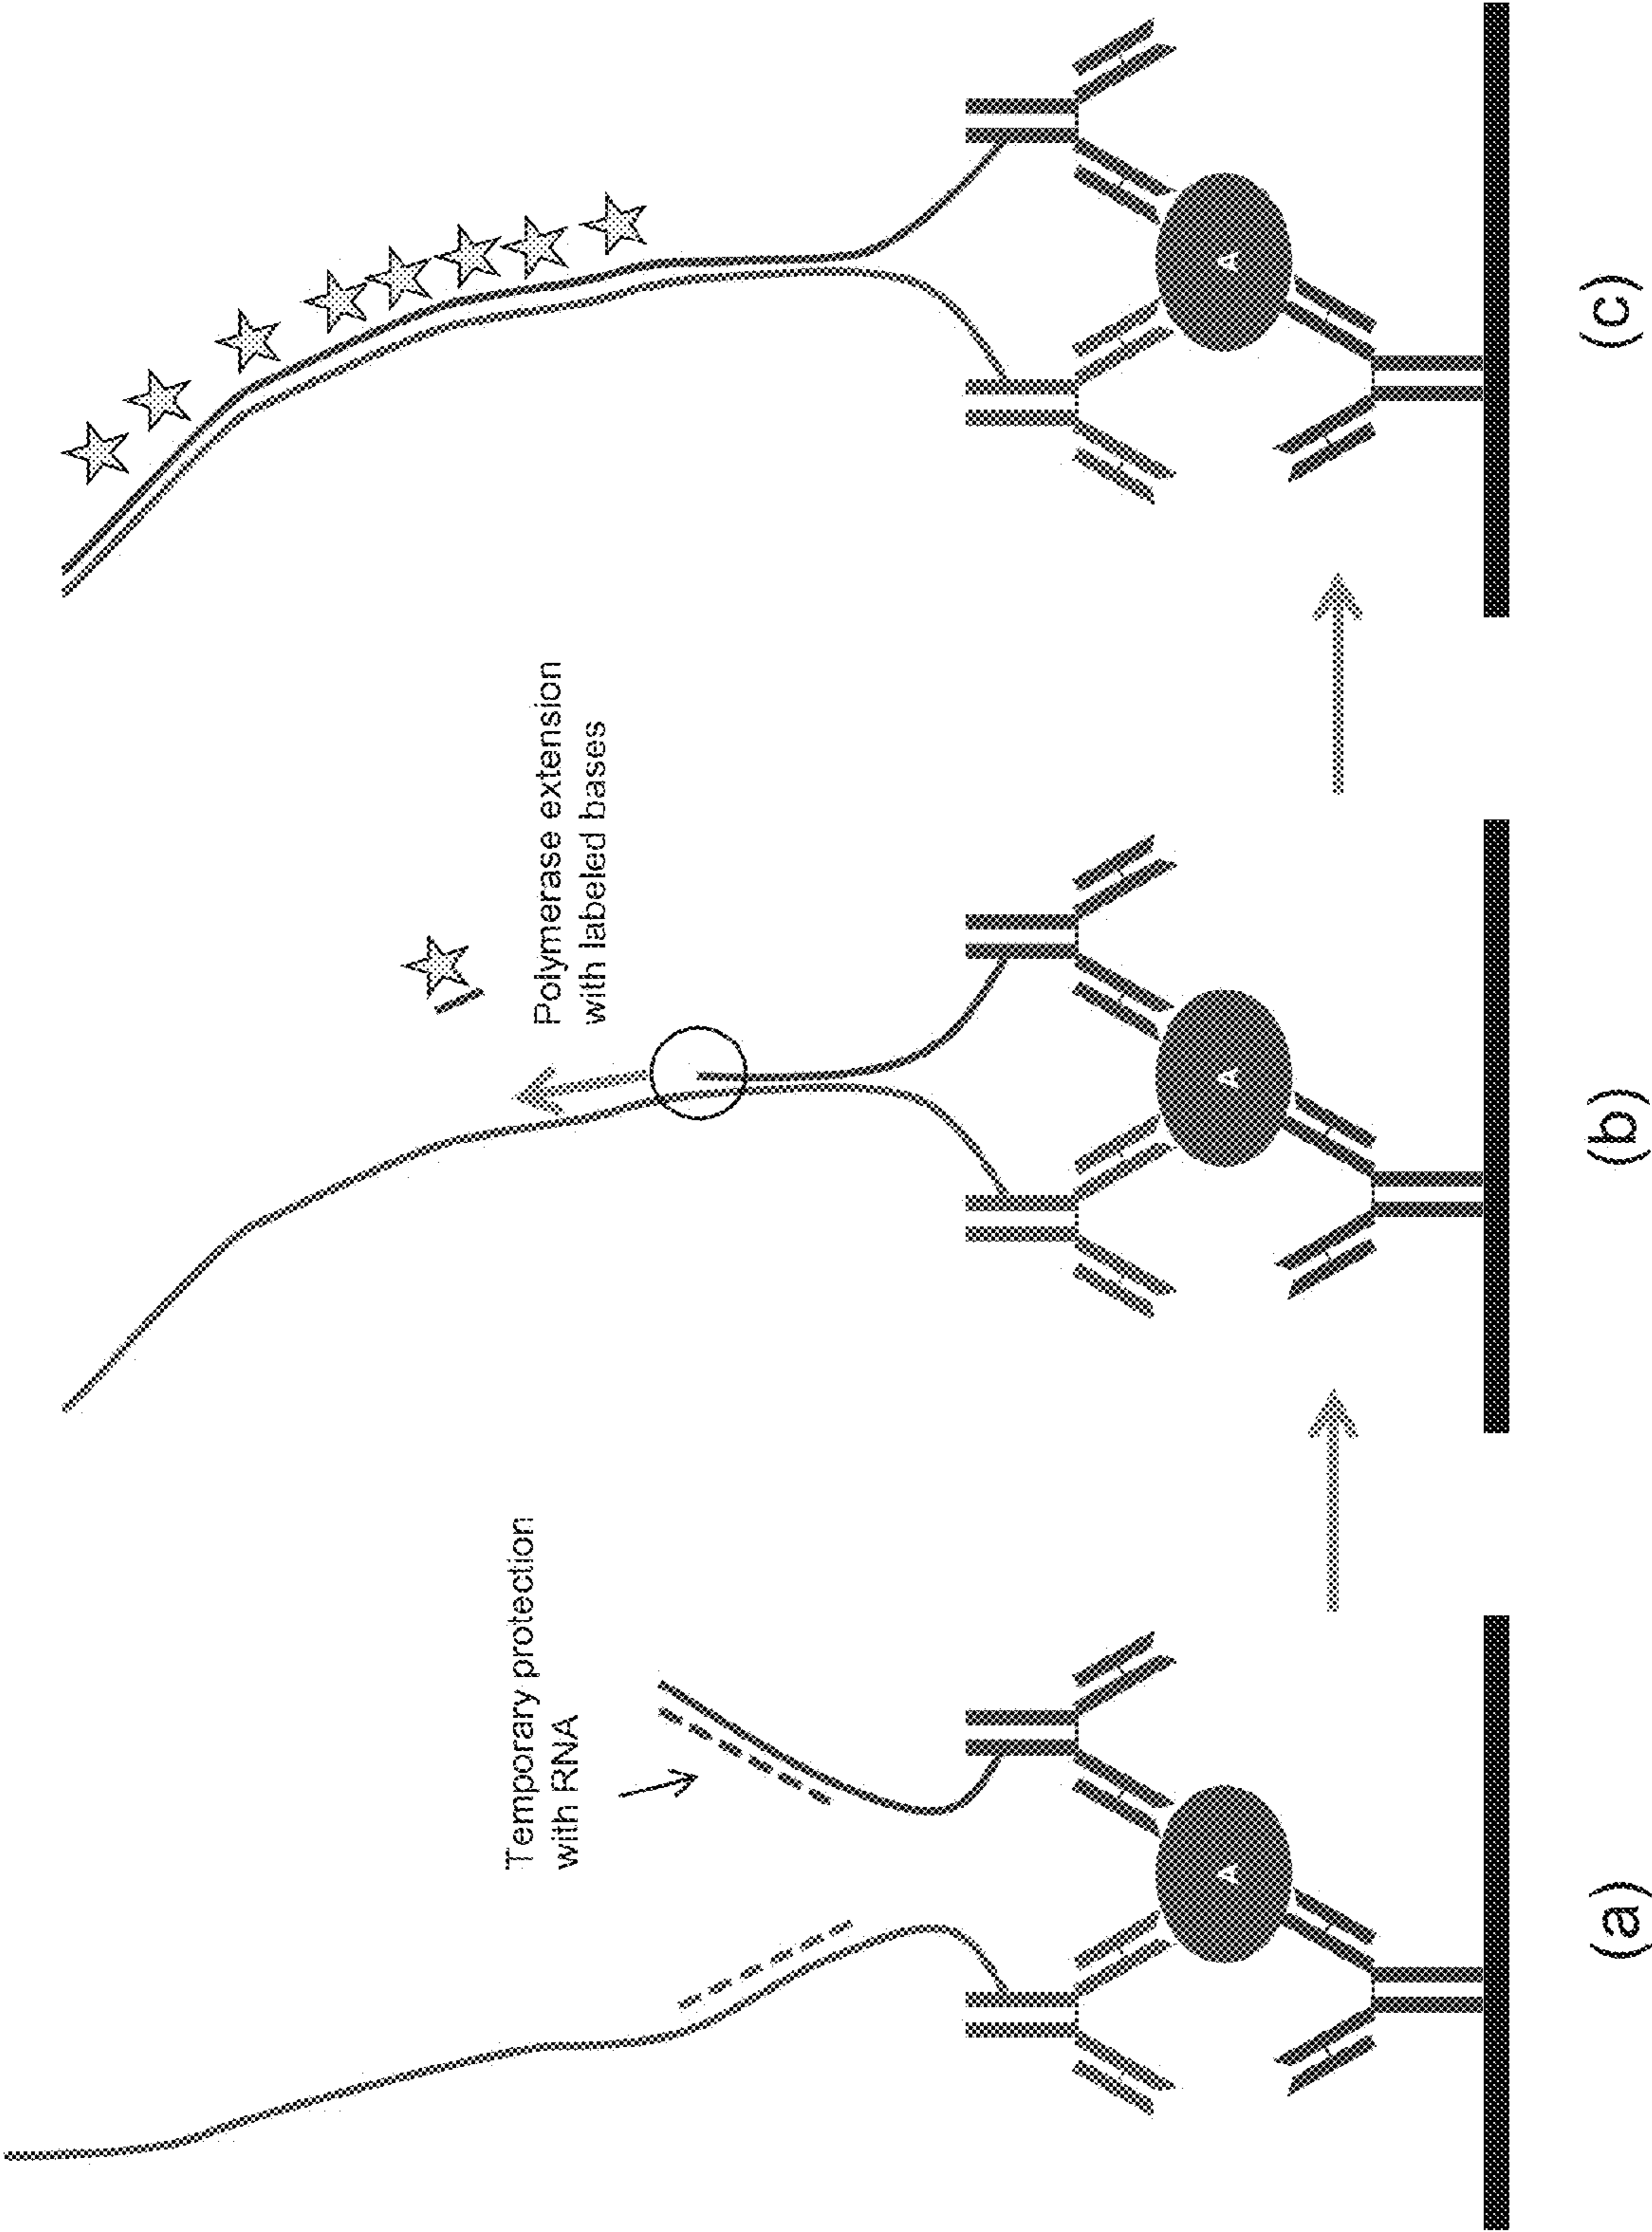 Temporary protection
with RNA
A
(a)
Polymerase extension
with labeled bases
A
(b)
A
(c)